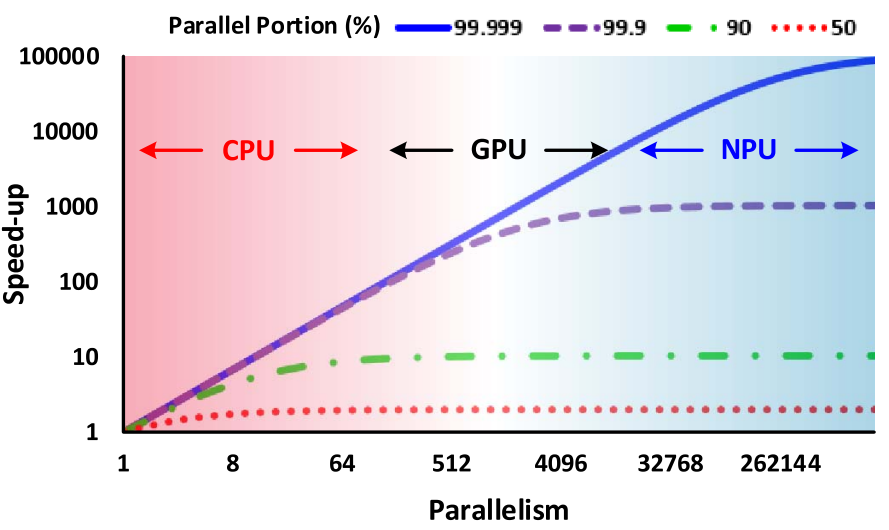 Parallel Portion (%) 99.999 99.9 90 50
100000
10000
1000
100
10
1
Speed-up
CPU GPU NPU
1 8 64 512 4096 32768 262144
Parallelism